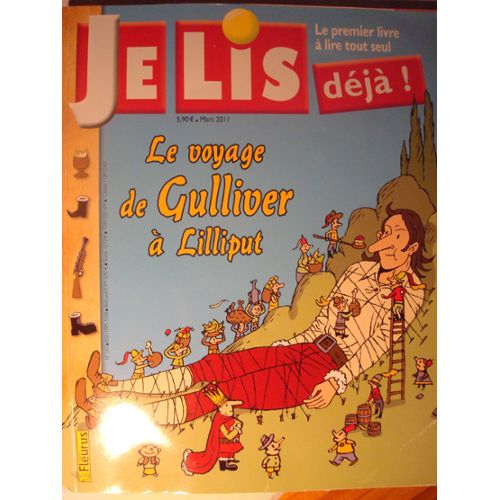 JE LIS
déjà !
Le premier livre
à lire tout seul
5,90 € • Mars 2011
Le voyage
de Gulliver
à Lilliput
Fleurus